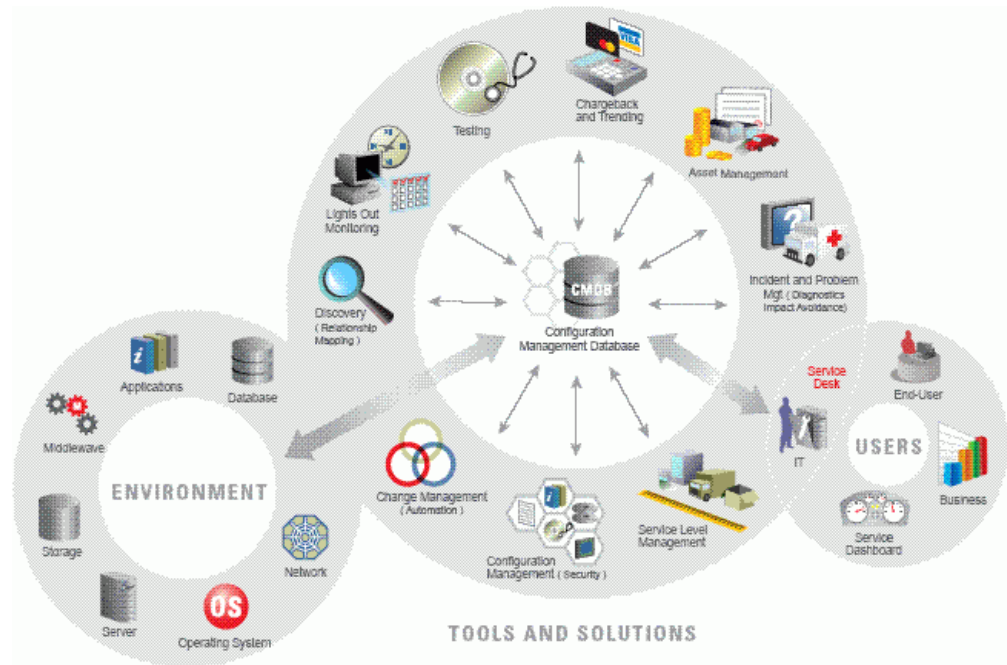 VISA
Testing
Chargeback
and Trending
Asset Management
Lights Out
Monitoring
?
Incident and Problem
Mgt ( Diagnostics
Impact Avoidance)
Discovery
( Relationship
Mapping )
CMDB
Configuration
Management Database
i
Applications
Database
M
Middlewave
ENVIRONMENT
Storage
Network
Server
OS
Operating System
Change Management
( Automation )
i
Configuration
Management ( Security )
Service Level
Management
Service
Desk
End-User
IT
USERS
Business
Service
Dashboard
TOOLS AND SOLUTIONS